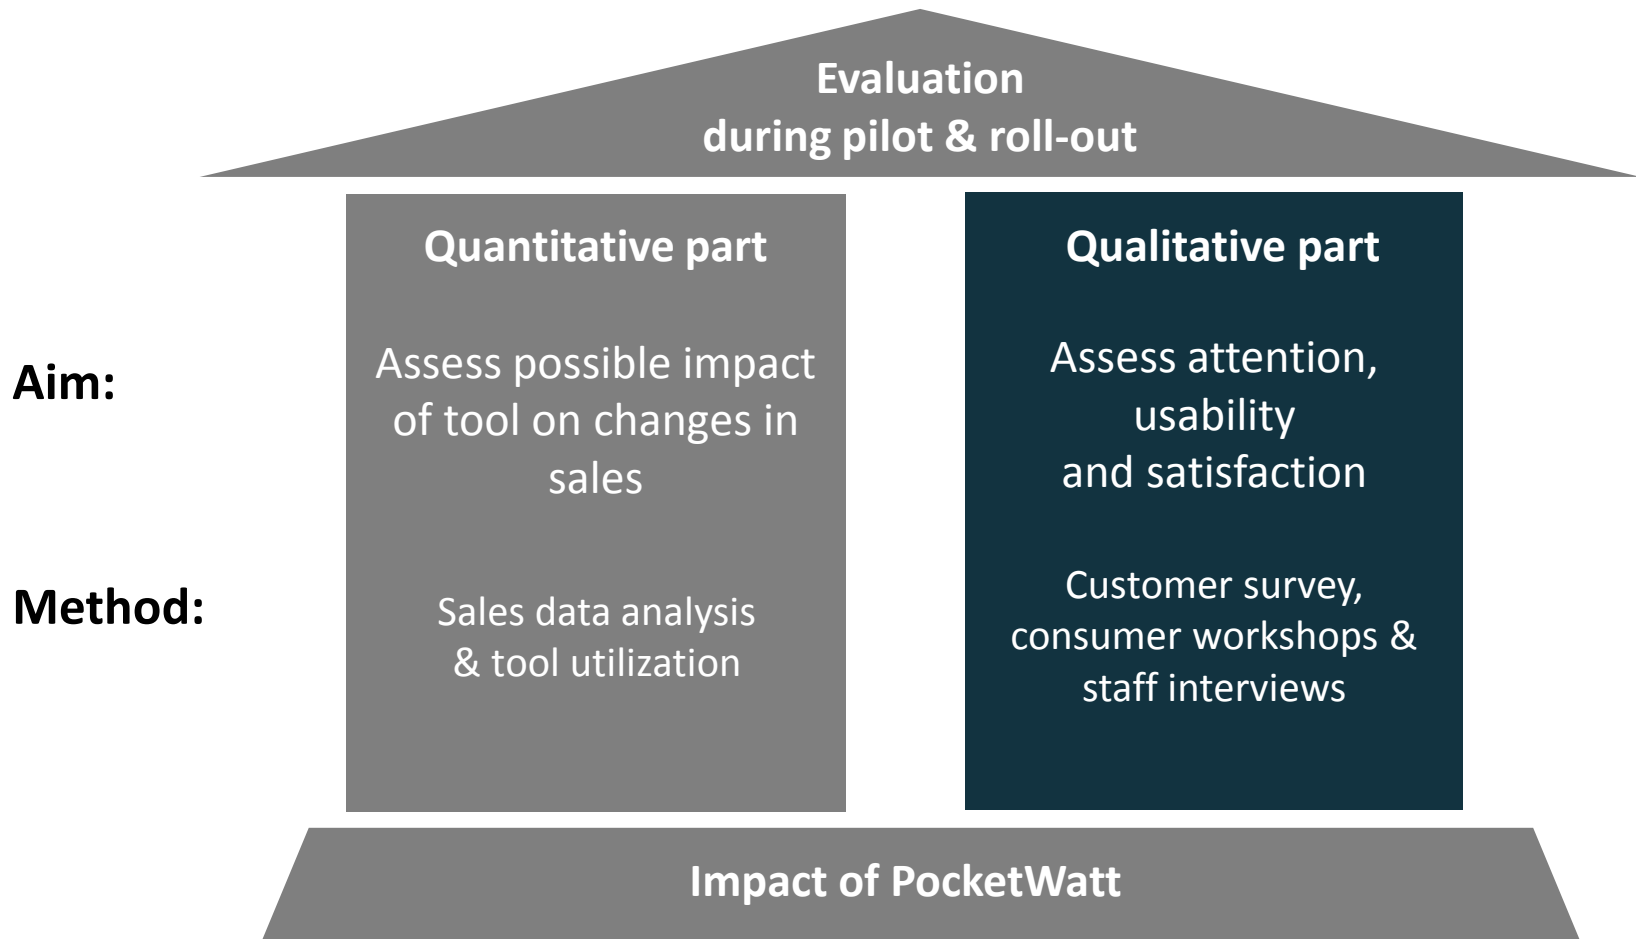 Evaluation
during pilot & roll-out
Quantitative part
Qualitative part
Aim:
Assess possible impact
of tool on changes in
sales
Assess attention,
usability
and satisfaction
Method:
Sales data analysis
& tool utilization
Customer survey,
consumer workshops &
staff interviews
Impact of PocketWatt